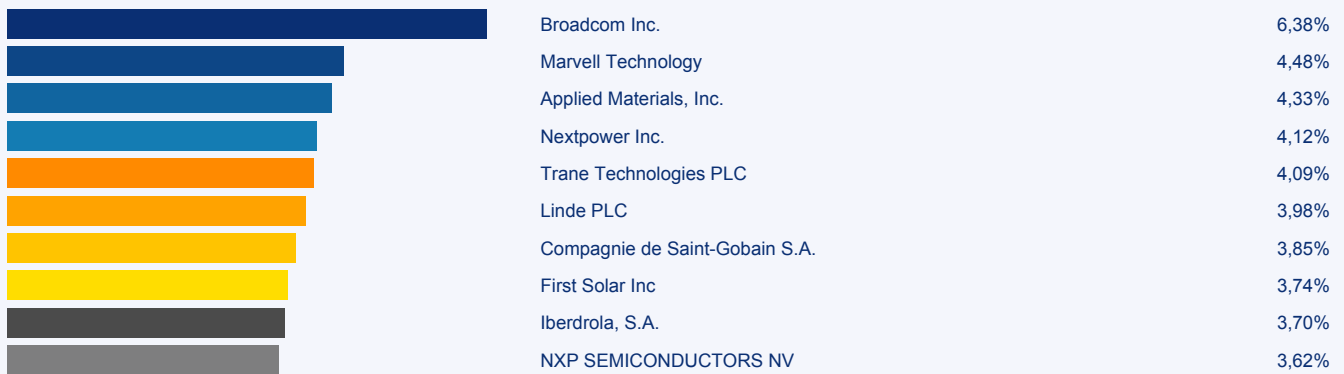 Broadcom Inc. 6,38%
Marvell Technology 4,48%
Applied Materials, Inc. 4,33%
Nextpower Inc. 4,12%
Trane Technologies PLC 4,09%
Linde PLC 3,98%
Compagnie de Saint-Gobain S.A. 3,85%
First Solar Inc 3,74%
Iberdrola, S.A. 3,70%
NXP SEMICONDUCTORS NV 3,62%